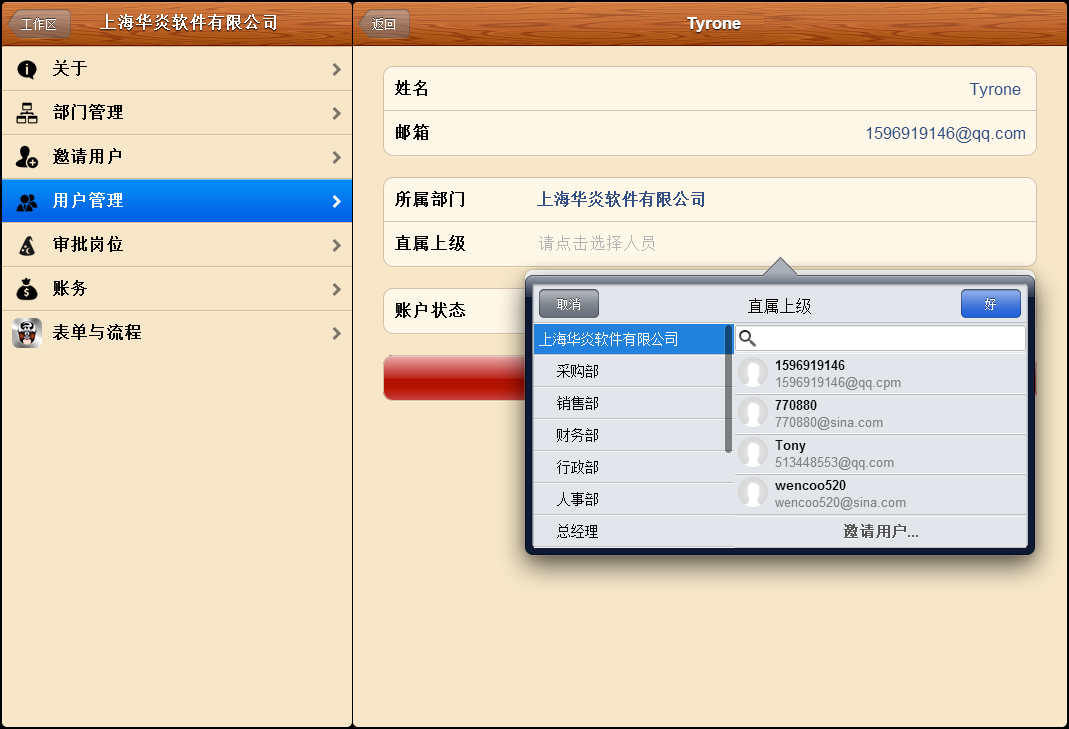 工作区
上海华炎软件有限公司
关于
部门管理
邀请用户
用户管理
审批岗位
账务
表单与流程
返回
Tyrone
姓名 Tyrone
邮箱 1596919146@qq.com
所属部门 上海华炎软件有限公司
直属上级 请点击选择人员
账户状态
取消 直属上级 好
上海华炎软件有限公司
采购部
销售部
财务部
行政部
人事部
总经理
1596919146
1596919146@qq.cpm
770880
770880@sina.com
Tony
513448553@qq.com
wencoo520
wencoo520@sina.com
邀请用户...